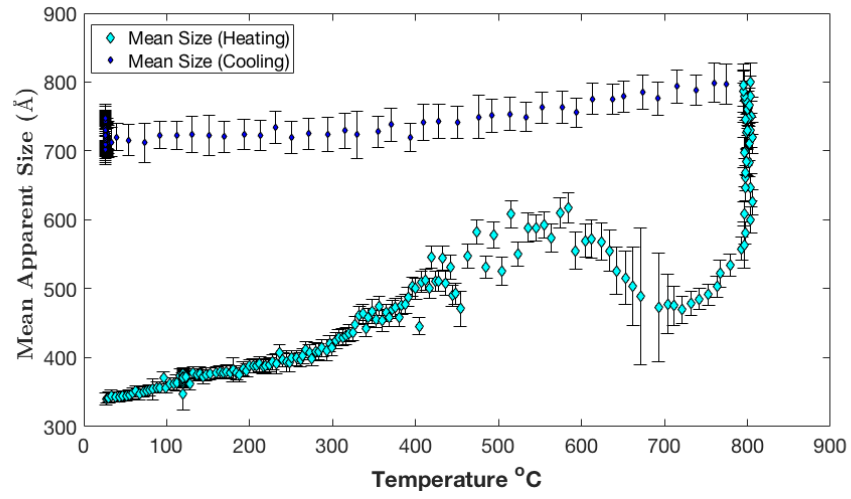 900
800
700
600
500
400
300
Mean Apparent Size (Å)
Mean Size (Heating)
Mean Size (Cooling)
0 100 200 300 400 500 600 700 800 900
Temperature °C